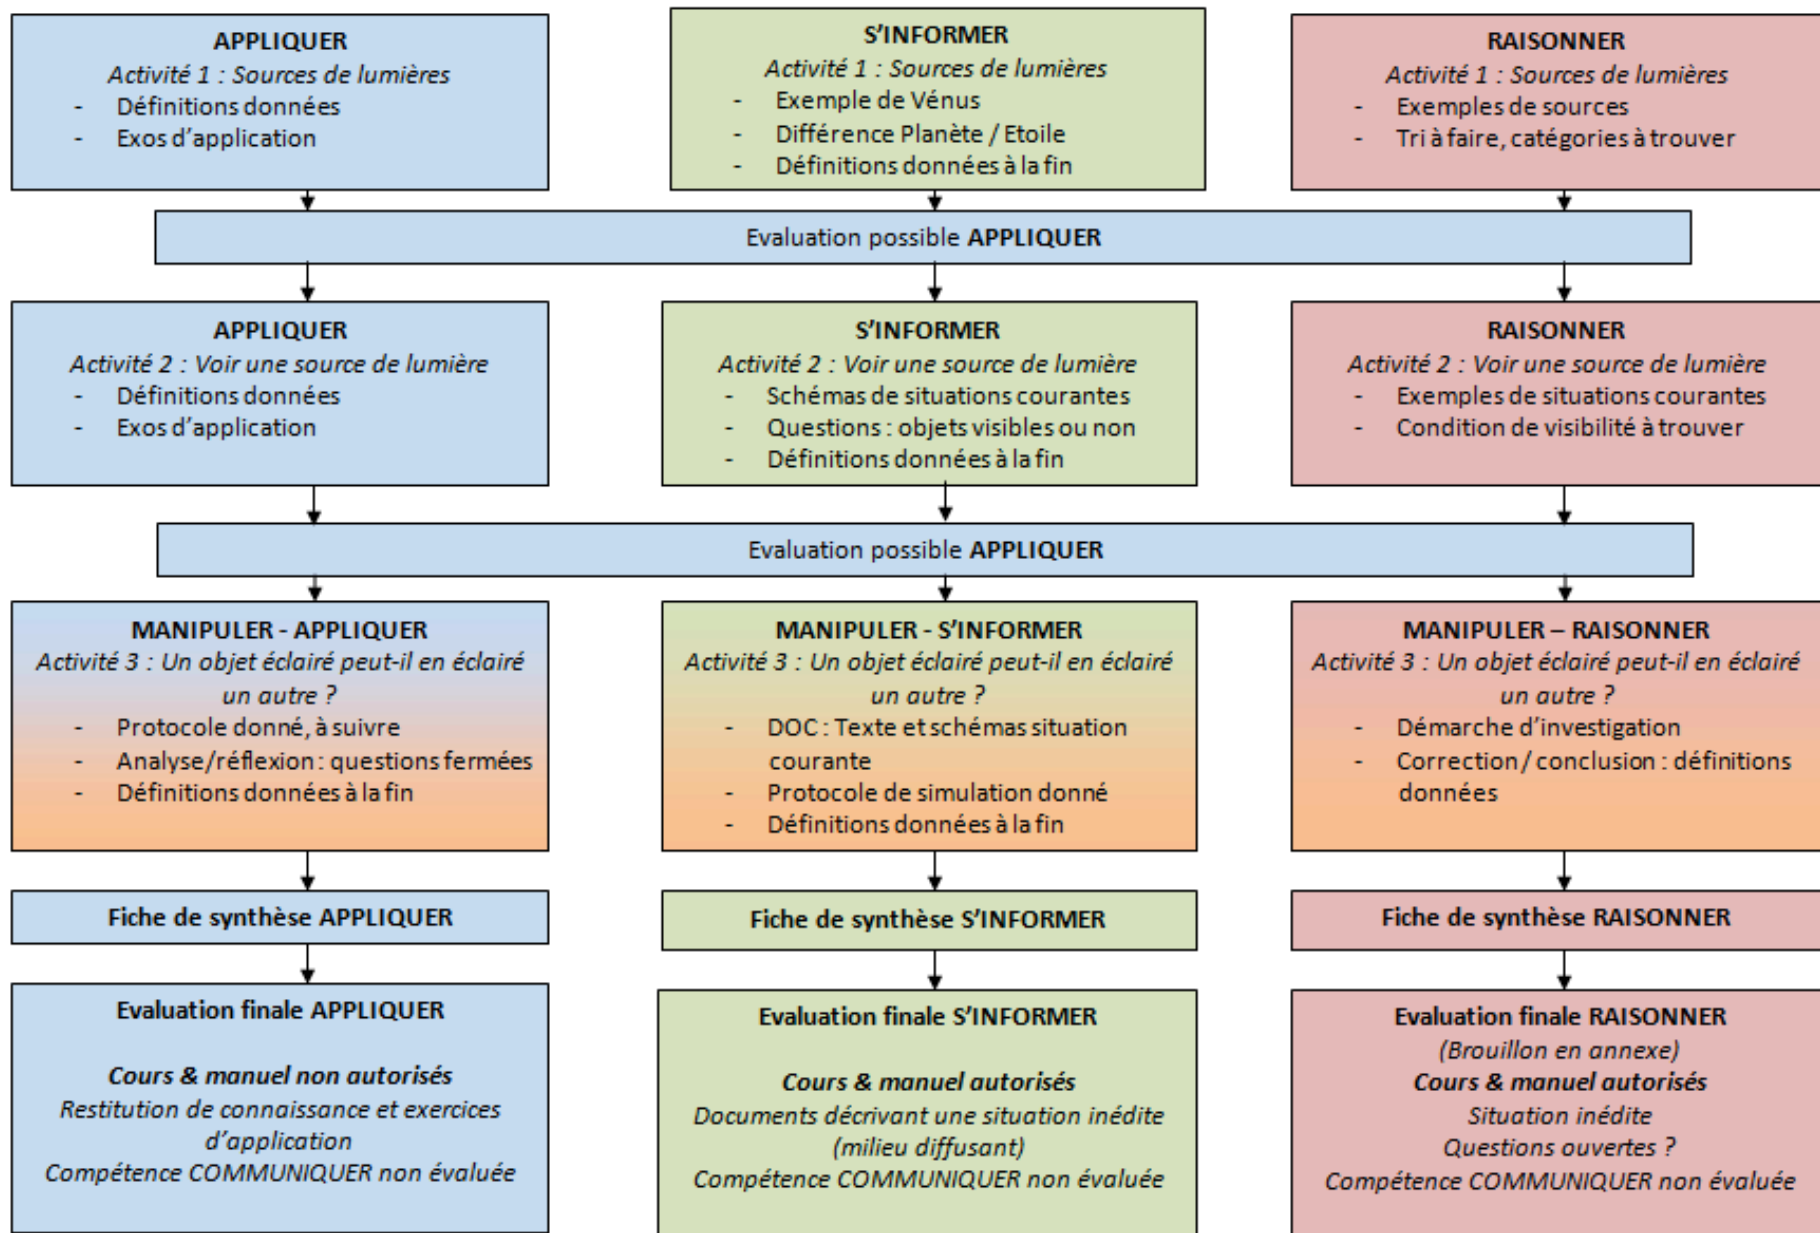 APPLIQUER
Activité 1 : Sources de lumières
- Définitions données
- Exos d'application
S'INFORMER
Activité 1 : Sources de lumières
- Exemple de Vénus
- Différence Planète / Etoile
- Définitions données à la fin
RAISONNER
Activité 1 : Sources de lumières
- Exemples de sources
- Tri à faire, catégories à trouver
Evaluation possible APPLIQUER
APPLIQUER
Activité 2 : Voir une source de lumière
- Définitions données
- Exos d'application
S'INFORMER
Activité 2 : Voir une source de lumière
- Schémas de situations courantes
- Questions : objets visibles ou non
- Définitions données à la fin
RAISONNER
Activité 2 : Voir une source de lumière
- Exemples de situations courantes
- Condition de visibilité à trouver
Evaluation possible APPLIQUER
MANIPULER - APPLIQUER
Activité 3 : Un objet éclairé peut-il en éclairé
un autre ?
- Protocole donné, à suivre
- Analyse/réflexion : questions fermées
- Définitions données à la fin
MANIPULER - S'INFORMER
Activité 3 : Un objet éclairé peut-il en éclairé
un autre ?
- DOC : Texte et schémas situation
courante
- Protocole de simulation donné
- Définitions données à la fin
MANIPULER – RAISONNER
Activité 3 : Un objet éclairé peut-il en éclairé
un autre ?
- Démarche d'investigation
- Correction / conclusion : définitions
données
Fiche de synthèse APPLIQUER
Fiche de synthèse S'INFORMER
Fiche de synthèse RAISONNER
Evaluation finale APPLIQUER
Cours & manuel non autorisés
Restitution de connaissance et exercices
d'application
Compétence COMMUNIQUER non évaluée
Evaluation finale S'INFORMER
Cours & manuel autorisés
Documents décrivant une situation inédite
(milieu diffusant)
Compétence COMMUNIQUER non évaluée
Evaluation finale RAISONNER
(Brouillon en annexe)
Cours & manuel autorisés
Situation inédite
Questions ouvertes ?
Compétence COMMUNIQUER non évaluée